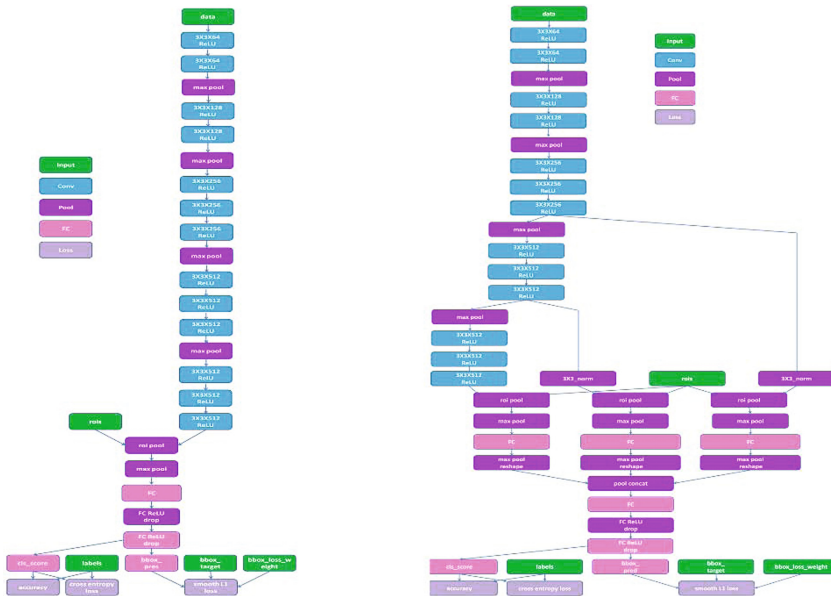 data
3X3X64
ReLU
3X3X64
ReLU
max pool
3X3X128
ReLU
3X3X128
ReLU
max pool
3X3X256
ReLU
3X3X256
ReLU
3X3X256
ReLU
max pool
3X3X512
ReLU
3X3X512
ReLU
3X3X512
ReLU
max pool
3X3X512
ReLU
3X3X512
ReLU
3X3X512
ReLU
Input
Conv
Pool
FC
Loss
rois
roi pool
max pool
FC
FC ReLU
drop
FC ReLU
drop
cls_score
labels
bbox_
pred
bbox_
target
bbox_loss_w
eight
accuracy
cross entropy
loss
smooth L1
loss
data
3X3X64
ReLU
3X3X64
ReLU
max pool
3X3X128
ReLU
3X3X128
ReLU
max pool
3X3X256
ReLU
3X3X256
ReLU
3X3X256
ReLU
Input
Conv
Pool
FC
Loss
max pool
3X3X512
ReLU
3X3X512
ReLU
3X3X512
ReLU
max pool
3X3X512
ReLU
3X3X512
ReLU
3X3X512
ReLU
3X3_norm
rois
3X3_norm
roi pool
roi pool
roi pool
max pool
max pool
max pool
FC
FC
FC
max pool
reshape
max pool
reshape
max pool
reshape
pool concat
FC
FC ReLU
drop
FC ReLU
drop
cls_score
labels
bbox_
pred
bbox_
target
bbox_loss_weight
accuracy
cross entropy loss
smooth L1 loss